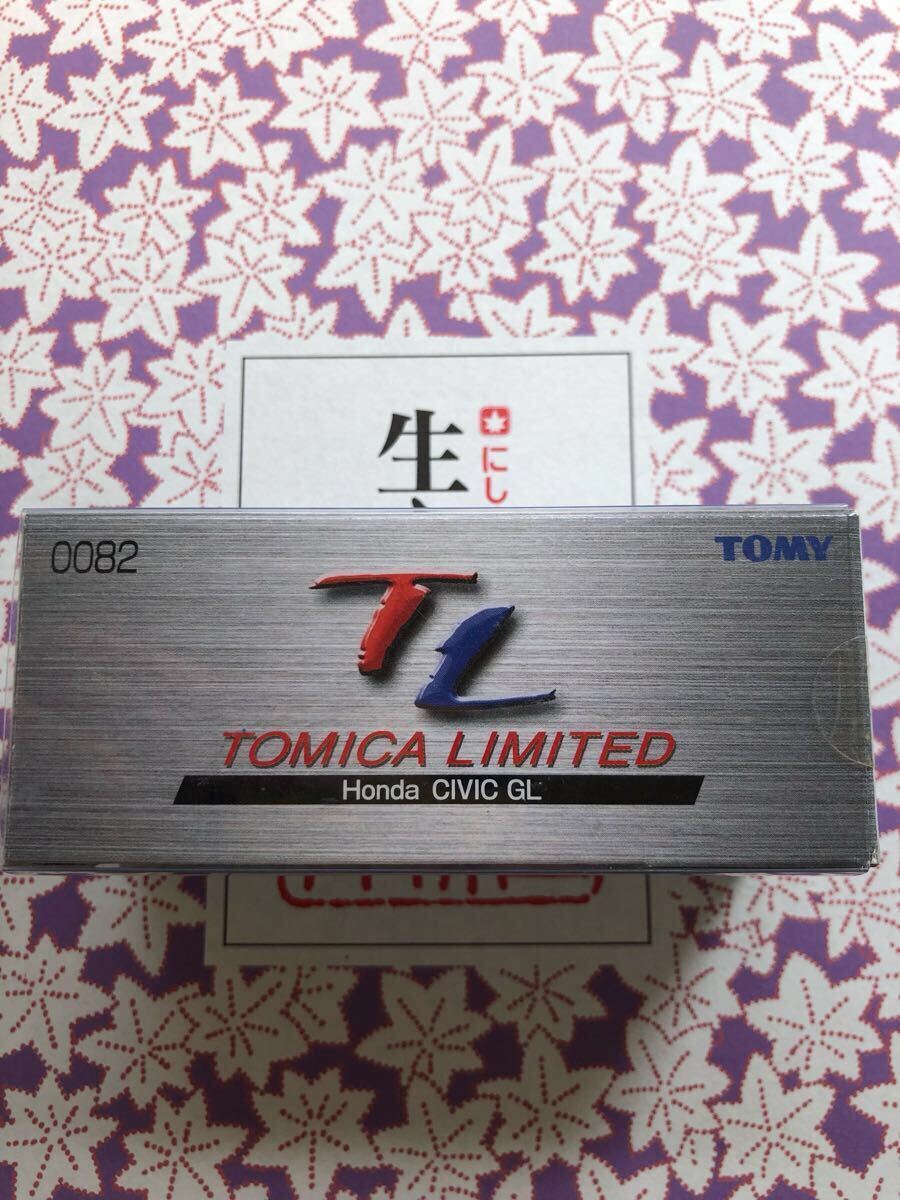 にし
生
0082
TOMY
TL
TOMICA LIMITED
Honda CIVIC GL